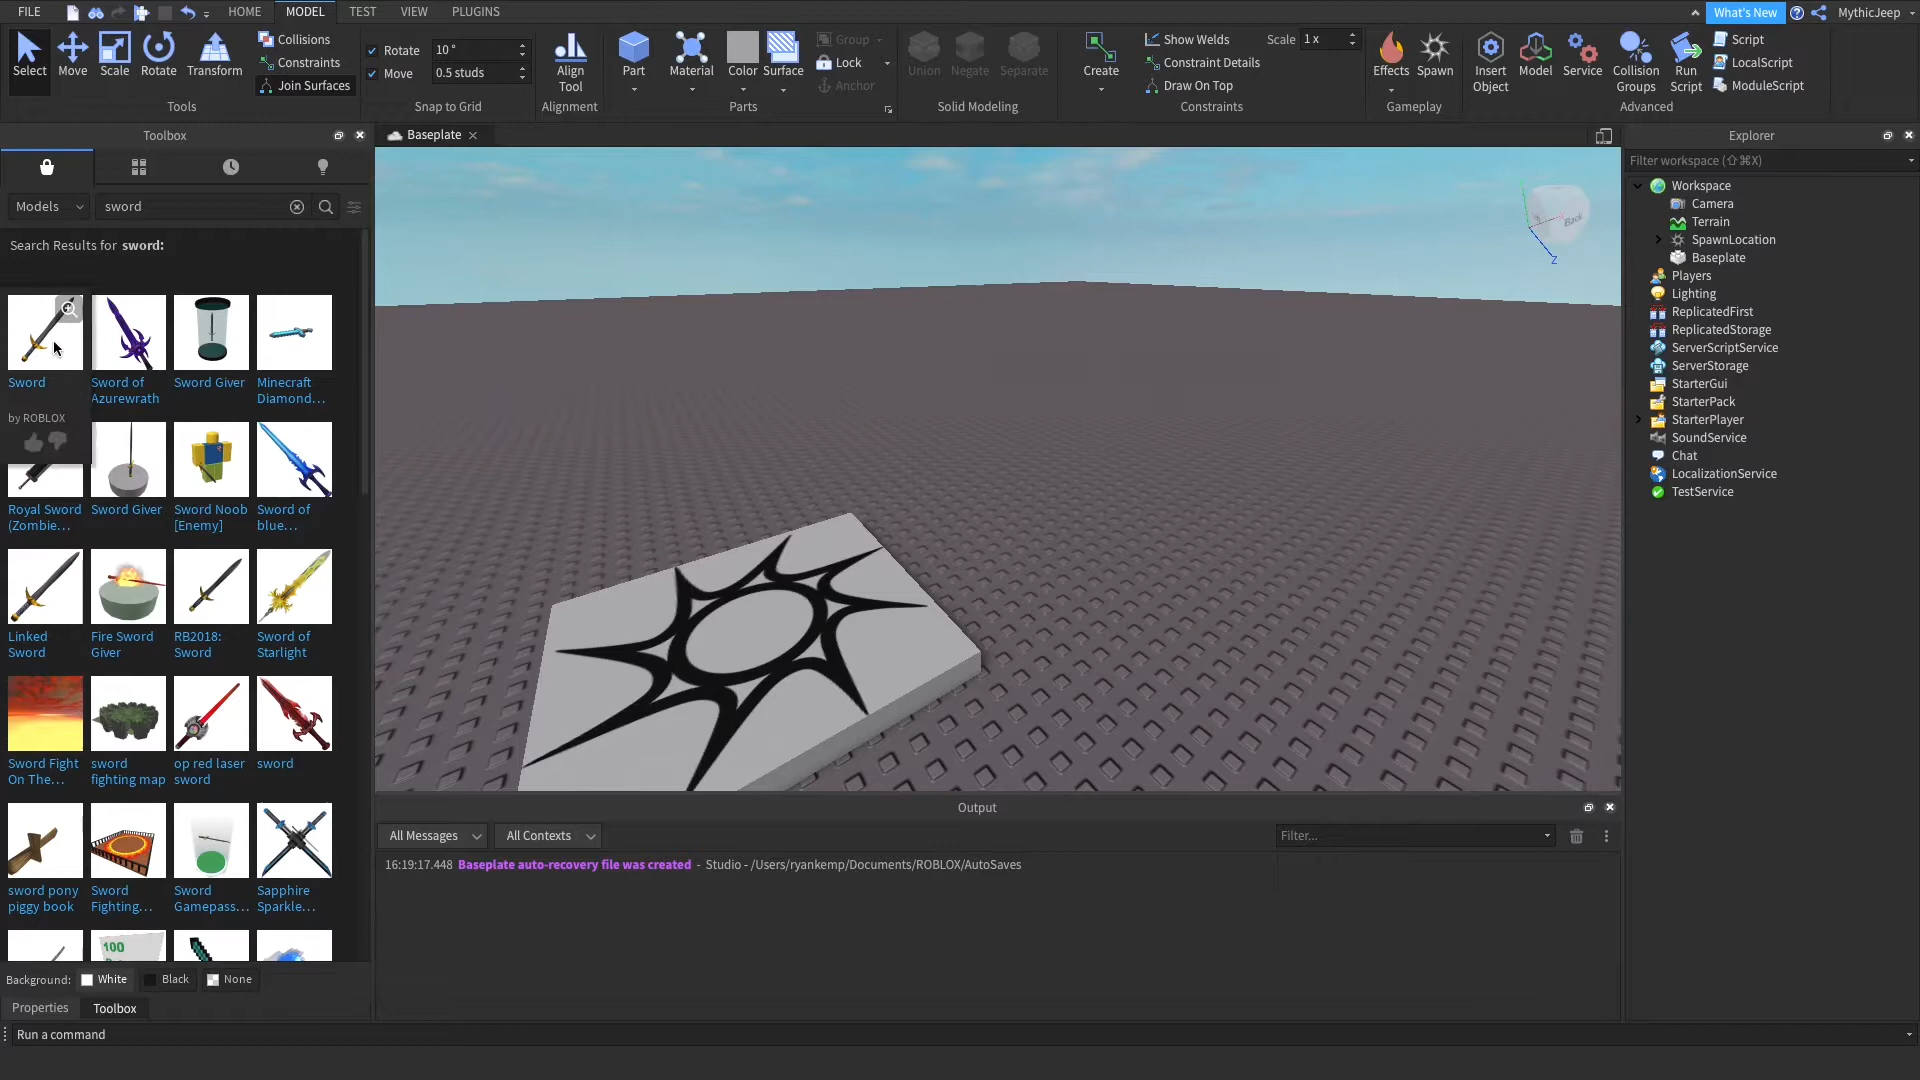 FILE
HOME
MODEL
TEST
VIEW
PLUGINS
What's New
MythicJeep
Select
Move
Scale
Rotate
Transform
Collisions
Constraints
Join Surfaces
Tools
Rotate
10 °
Move
0.5 studs
Snap to Grid
Align
Tool
Alignment
Part
Material
Color
Surface
Group
Lock
Anchor
Parts
Union
Negate
Separate
Solid Modeling
Create
Show Welds
Scale
1 x
Constraint Details
Draw On Top
Constraints
Effects
Spawn
Gameplay
Insert
Object
Model
Service
Collision
Groups
Run
Script
Script
LocalScript
ModuleScript
Advanced
Toolbox
Models
sword
Search Results for sword:
Sword
by ROBLOX
Sword of
Azurewrath
Sword Giver
Minecraft
Diamond...
Royal Sword
(Zombie...
Sword Giver
Sword Noob
[Enemy]
Sword of
blue...
Linked
Sword
Fire Sword
Giver
RB2018:
Sword
Sword of
Starlight
Sword Fight
On The...
sword
fighting map
op red laser
sword
sword
sword pony
piggy book
Sword
Fighting...
Sword
Gamepass...
Sapphire
Sparkle...
100
Background:
White
Black
None
Properties
Toolbox
Run a command
Baseplate
Back
Z
Output
All Messages
All Contexts
Filter...
16:19:17.448 Baseplate auto-recovery file was created - Studio - /Users/ryankemp/Documents/ROBLOX/AutoSaves
Explorer
Filter workspace (⇧⌘X)
Workspace
Camera
Terrain
SpawnLocation
Baseplate
Players
Lighting
ReplicatedFirst
ReplicatedStorage
ServerScriptService
ServerStorage
StarterGui
StarterPack
StarterPlayer
SoundService
Chat
LocalizationService
TestService